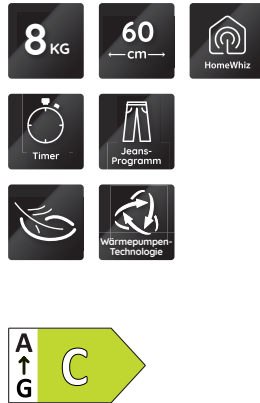 8 KG
60
cm
HomeWhiz
Timer
Jeans-
Programm
Wärmepumpen-
Technologie
A
G
C